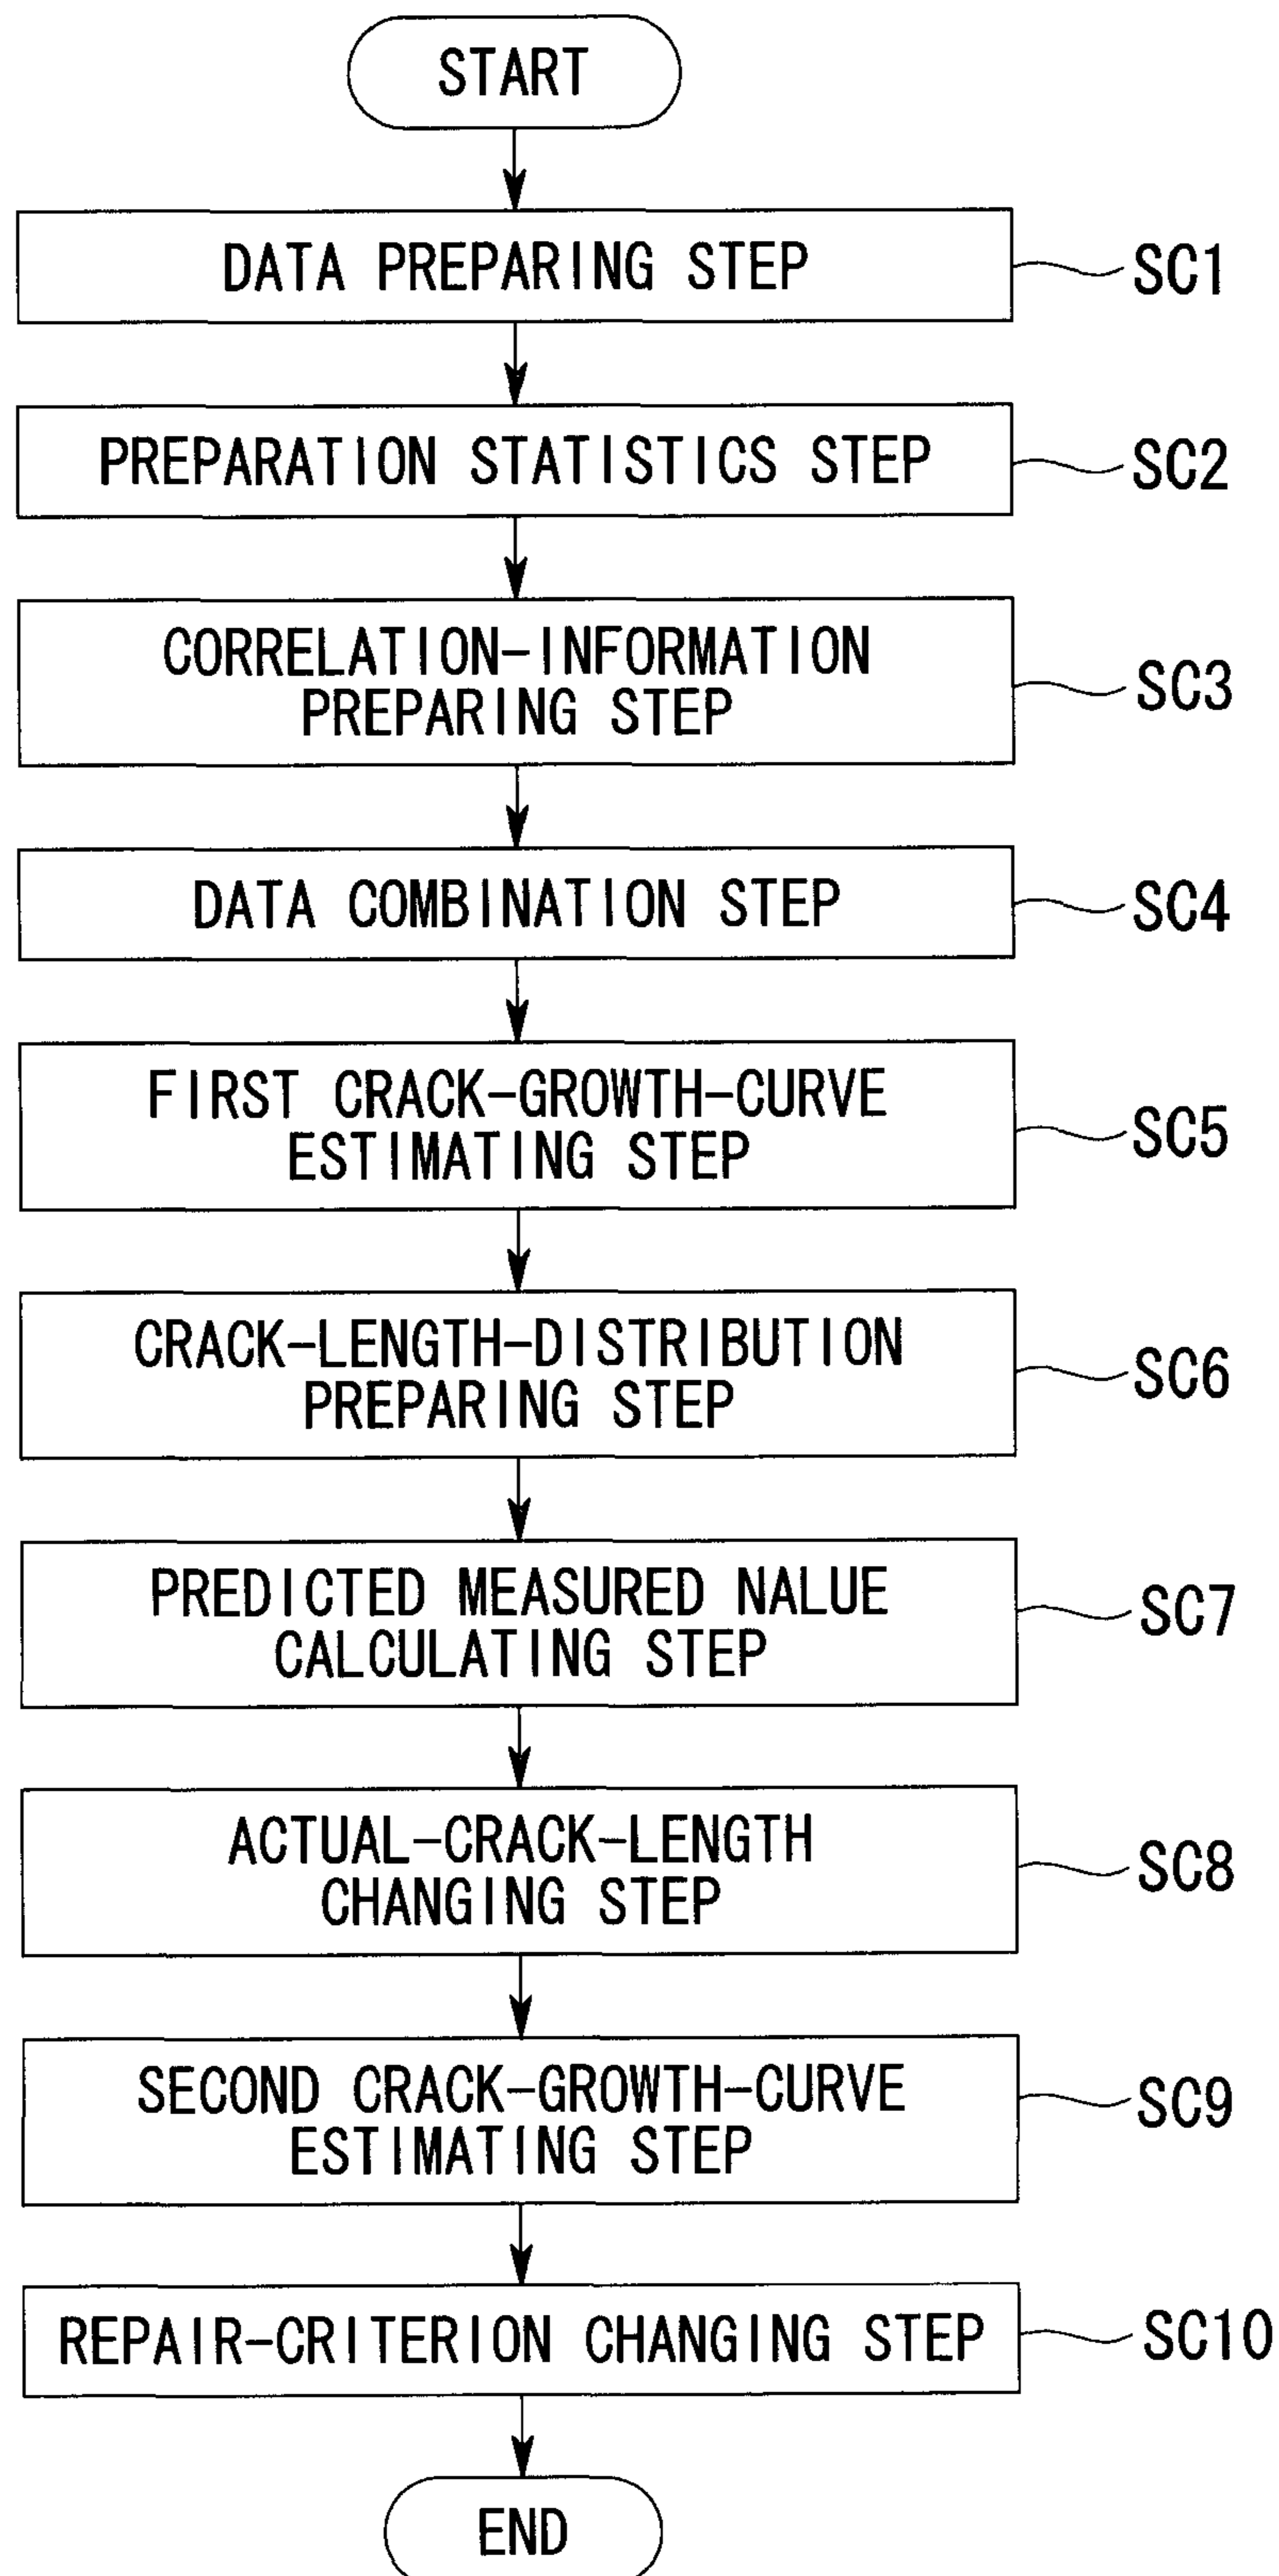 START
DATA PREPARING STEP
SC1
PREPARATION STATISTICS STEP
SC2
CORRELATION-INFORMATION
PREPARING STEP
SC3
DATA COMBINATION STEP
SC4
FIRST CRACK-GROWTH-CURVE
ESTIMATING STEP
SC5
CRACK-LENGTH-DISTRIBUTION
PREPARING STEP
SC6
PREDICTED MEASURED NALUE
CALCULATING STEP
SC7
ACTUAL-CRACK-LENGTH
CHANGING STEP
SC8
SECOND CRACK-GROWTH-CURVE
ESTIMATING STEP
SC9
REPAIR-CRITERION CHANGING STEP
SC10
END